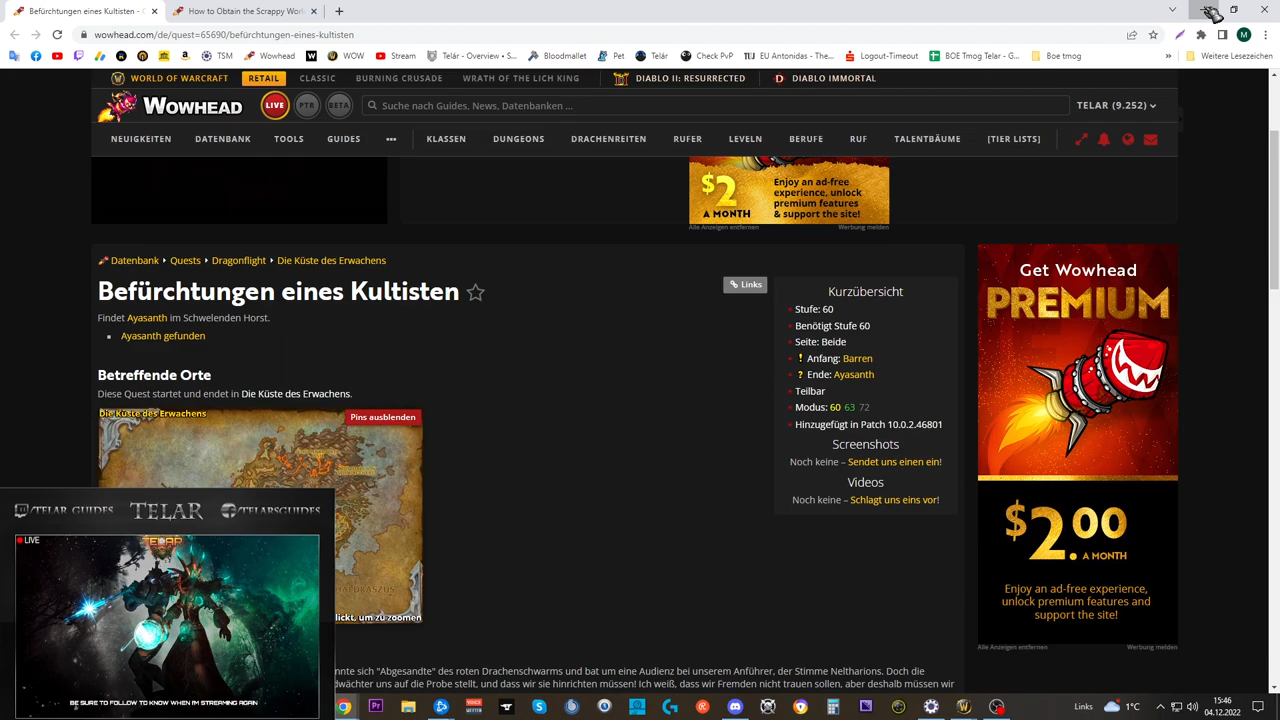 Befürchtungen eines Kultisten -
How to Obtain the Scrappy Wor
wowhead.com/de/quest=65690/befürchtungen-eines-kultisten
TSM
Wowhead
WOW
Stream
Telár • Overview • S...
Bloodmallet
Pet
Telár
Check PvP
EU Antonidas - The...
Logout-Timeout
BOE Tmog Telar - G...
Boe tmog
Weitere Lesezeichen
WORLD OF WARCRAFT
RETAIL
CLASSIC
BURNING CRUSADE
WRATH OF THE LICH KING
DIABLO II: RESURRECTED
DIABLO IMMORTAL
WOWHEAD
LIVE
PTR
BETA
Suche nach Guides, News, Datenbanken ...
TELAR (9.252)
NEUIGKEITEN
DATENBANK
TOOLS
GUIDES
KLASSEN
DUNGEONS
DRACHENREITEN
RUFER
LEVELN
BERUFE
RUF
TALENTBÄUME
[TIER LISTS]
$2
A MONTH
Enjoy an ad-free
experience, unlock
premium features
& support the site!
Alle Anzeigen entfernen
Werbung melden
Datenbank
Quests
Dragonflight
Die Küste des Erwachens
Befürchtungen eines Kultisten
Links
Findet Ayasanth im Schwelenden Horst.
Ayasanth gefunden
Betreffende Orte
Diese Quest startet und endet in Die Küste des Erwachens.
Die Küste des Erwachens
Pins ausblenden
Kurzübersicht
Stufe: 60
Benötigt Stufe 60
Seite: Beide
Anfang: Barren
Ende: Ayasanth
Teilbar
Modus: 60 63 72
Hinzugefügt in Patch 10.0.2.46801
Screenshots
Noch keine – Sendet uns einen ein!
Videos
Noch keine – Schlagt uns eins vor!
Get Wowhead
PREMIUM
$2.00
A MONTH
Enjoy an ad-free experience,
unlock premium features and
support the site!
Alle Anzeigen entfernen
Werbung melden
/TELAR GUIDES
TELAR
/TELARSGUIDES
LIVE
TELAR
BE SURE TO FOLLOW TO KNOW WHEN IM STREAMING AGAIN
um zu zoomen
nnte sich "Abgesandte" des roten Drachenschwarms und bat um eine Audienz bei unserem Anführer, der Stimme Neltharions. Doch die
dwächter uns auf die Probe stellt, und dass wir sie hinrichten müssen! Ich weiß, dass wir Fremden nicht trauen sollen, aber deshalb müssen wir
Links
1°C
15:46
04.12.2022